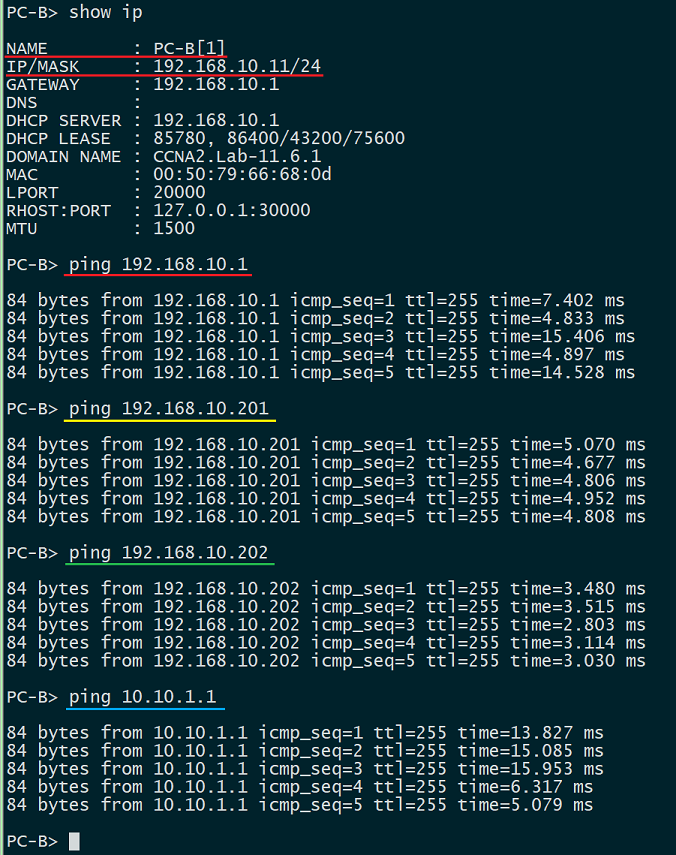 PC-B> show ip
NAME : PC-B[1]
IP/MASK : 192.168.10.11/24
GATEWAY : 192.168.10.1
DNS :
DHCP SERVER : 192.168.10.1
DHCP LEASE : 85780, 86400/43200/75600
DOMAIN NAME : CCNA2.Lab-11.6.1
MAC : 00:50:79:66:68:0d
LPORT : 20000
RHOST:PORT : 127.0.0.1:30000
MTU : 1500
PC-B> ping 192.168.10.1
84 bytes from 192.168.10.1 icmp_seq=1 ttl=255 time=7.402 ms
84 bytes from 192.168.10.1 icmp_seq=2 ttl=255 time=4.833 ms
84 bytes from 192.168.10.1 icmp_seq=3 ttl=255 time=15.406 ms
84 bytes from 192.168.10.1 icmp_seq=4 ttl=255 time=4.897 ms
84 bytes from 192.168.10.1 icmp_seq=5 ttl=255 time=14.528 ms
PC-B> ping 192.168.10.201
84 bytes from 192.168.10.201 icmp_seq=1 ttl=255 time=5.070 ms
84 bytes from 192.168.10.201 icmp_seq=2 ttl=255 time=4.677 ms
84 bytes from 192.168.10.201 icmp_seq=3 ttl=255 time=4.806 ms
84 bytes from 192.168.10.201 icmp_seq=4 ttl=255 time=4.952 ms
84 bytes from 192.168.10.201 icmp_seq=5 ttl=255 time=4.808 ms
PC-B> ping 192.168.10.202
84 bytes from 192.168.10.202 icmp_seq=1 ttl=255 time=3.480 ms
84 bytes from 192.168.10.202 icmp_seq=2 ttl=255 time=3.515 ms
84 bytes from 192.168.10.202 icmp_seq=3 ttl=255 time=2.803 ms
84 bytes from 192.168.10.202 icmp_seq=4 ttl=255 time=3.114 ms
84 bytes from 192.168.10.202 icmp_seq=5 ttl=255 time=3.030 ms
PC-B> ping 10.10.1.1
84 bytes from 10.10.1.1 icmp_seq=1 ttl=255 time=13.827 ms
84 bytes from 10.10.1.1 icmp_seq=2 ttl=255 time=15.085 ms
84 bytes from 10.10.1.1 icmp_seq=3 ttl=255 time=15.953 ms
84 bytes from 10.10.1.1 icmp_seq=4 ttl=255 time=6.317 ms
84 bytes from 10.10.1.1 icmp_seq=5 ttl=255 time=5.079 ms
PC-B>